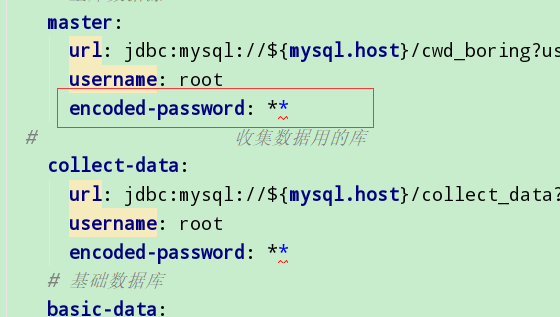 master:
url: jdbc:mysql://${mysql.host}/cwd_boring?us
username: root
encoded-password: **
# 收集数据用的库
collect-data:
url: jdbc:mysql://${mysql.host}/collect_data?
username: root
encoded-password: **
# 基础数据库
basic-data: